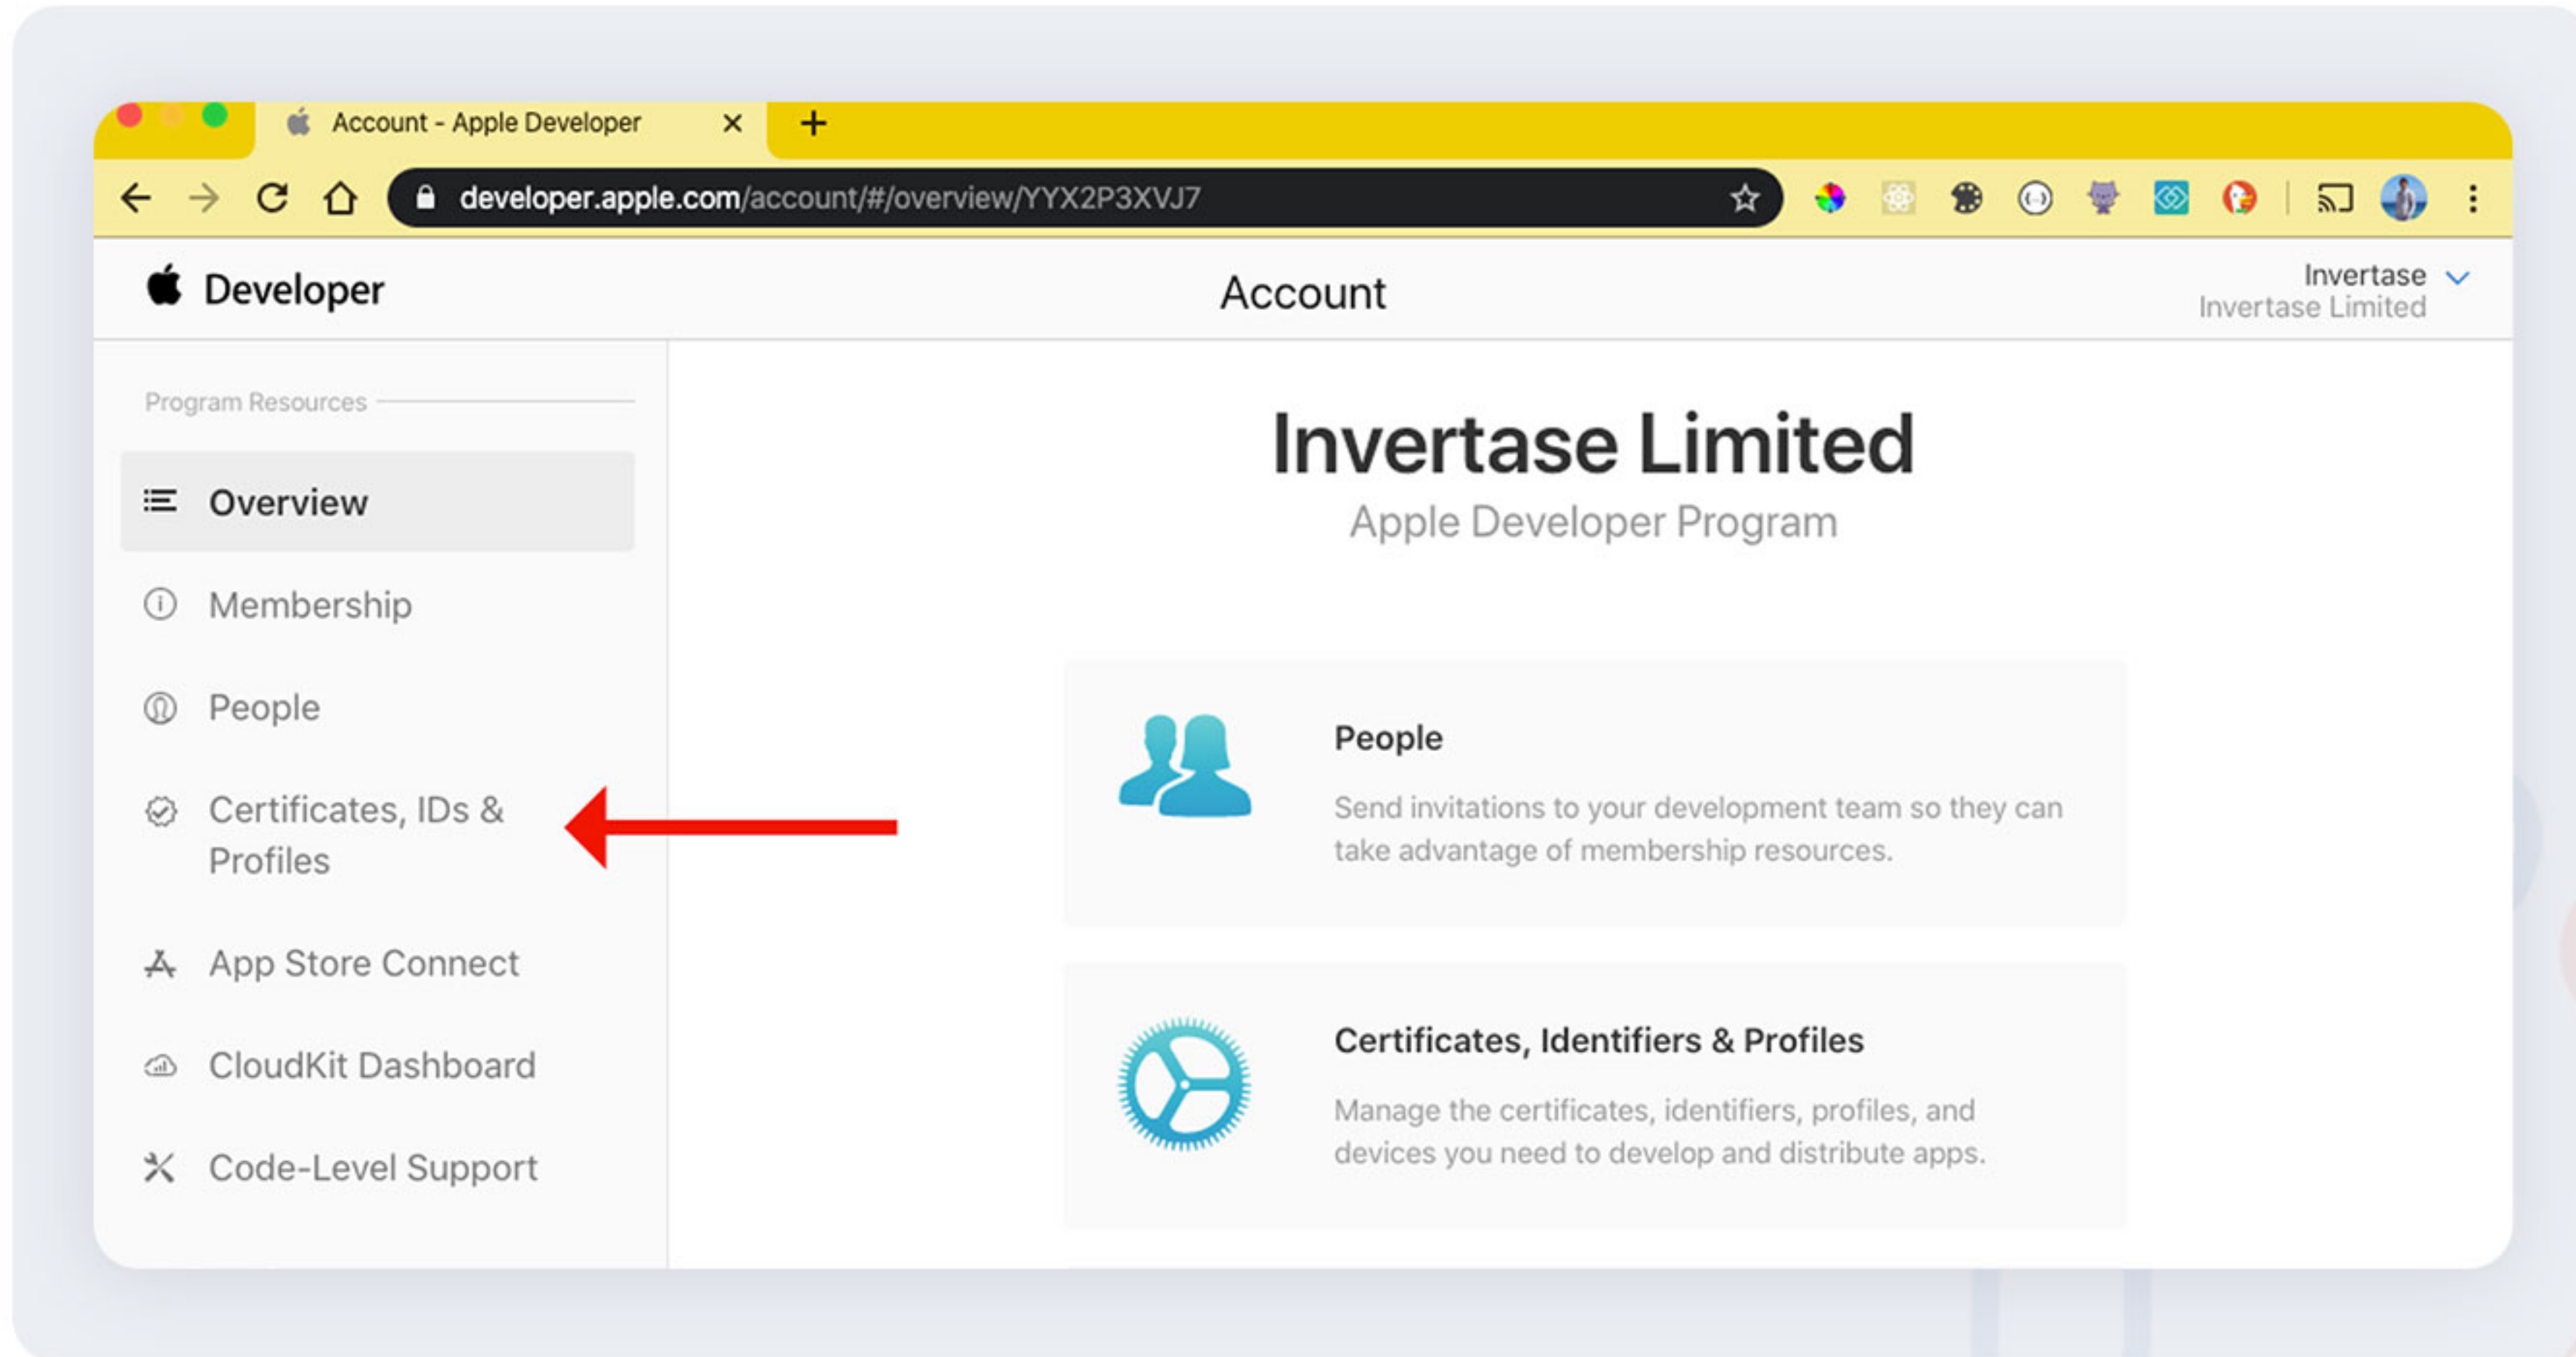 Account - Apple Developer
developer.apple.com/account/#/overview/YYX2P3XVJ7
Developer
Account
Invertase
Invertase Limited
Program Resources
Overview
Membership
People
Certificates, IDs &
Profiles
App Store Connect
CloudKit Dashboard
Code-Level Support
Invertase Limited
Apple Developer Program
People
Send invitations to your development team so they can
take advantage of membership resources.
Certificates, Identifiers & Profiles
Manage the certificates, identifiers, profiles, and
devices you need to develop and distribute apps.